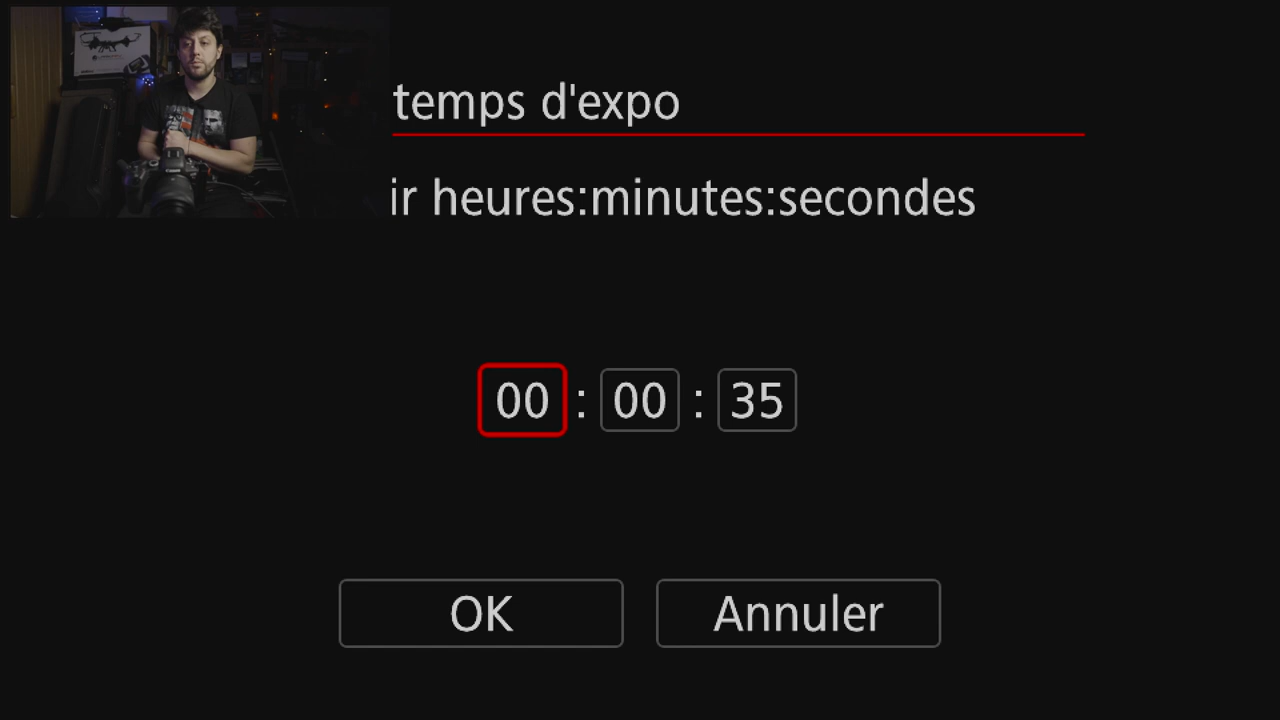 temps d'expo
ir heures:minutes:secondes
00 : 00 : 35
OK Annuler